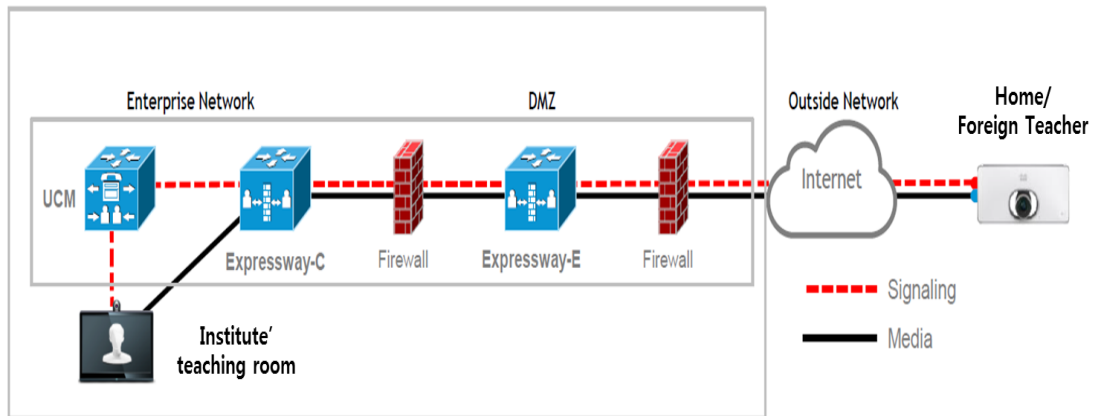 Enterprise Network
DMZ
Outside Network
Home/
Foreign Teacher
UCM
Internet
Expressway-C
Firewall
Expressway-E
Firewall
Signaling
Media
Institute’
teaching room